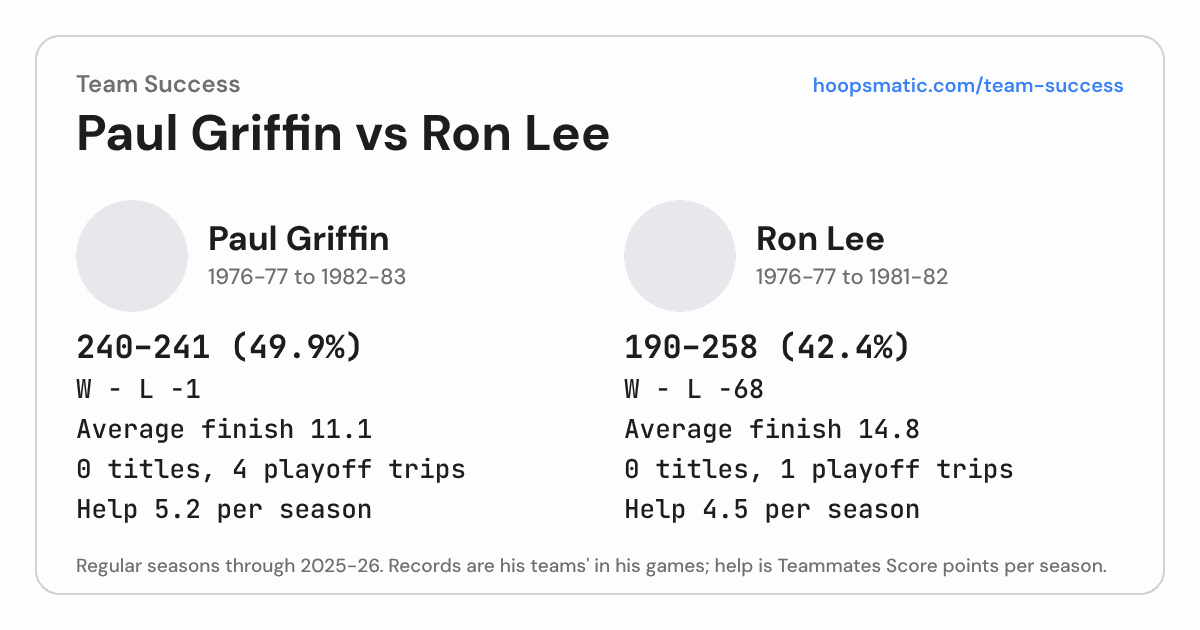 Team Success
hoopsmatic.com/team-success
Paul Griffin vs Ron Lee
Paul Griffin
1976-77 to 1982-83
240-241 (49.9%)
W - L -1
Average finish 11.1
0 titles, 4 playoff trips
Help 5.2 per season
Ron Lee
1976-77 to 1981-82
190-258 (42.4%)
W - L -68
Average finish 14.8
0 titles, 1 playoff trips
Help 4.5 per season
Regular seasons through 2025-26. Records are his teams' in his games; help is Teammates Score points per season.